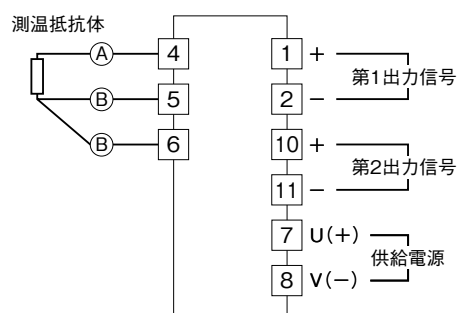 測温抵抗体
A 4 1 +
第1出力信号
B 5 2 −
B 6 10 +
第2出力信号
11 −
7 U(+)
供給電源
8 V(−)